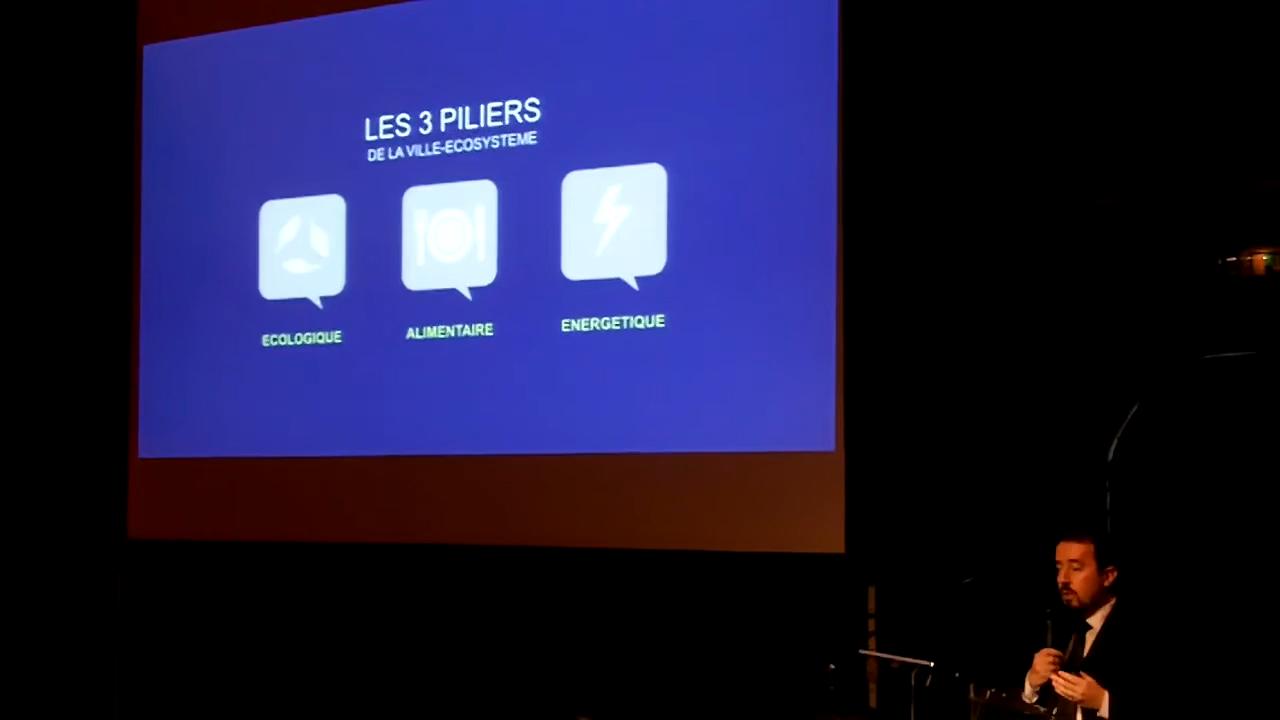 LES 3 PILIERS
DE LA VILLE-ECOSYSTEME
ECOLOGIQUE
ALIMENTAIRE
ENERGETIQUE